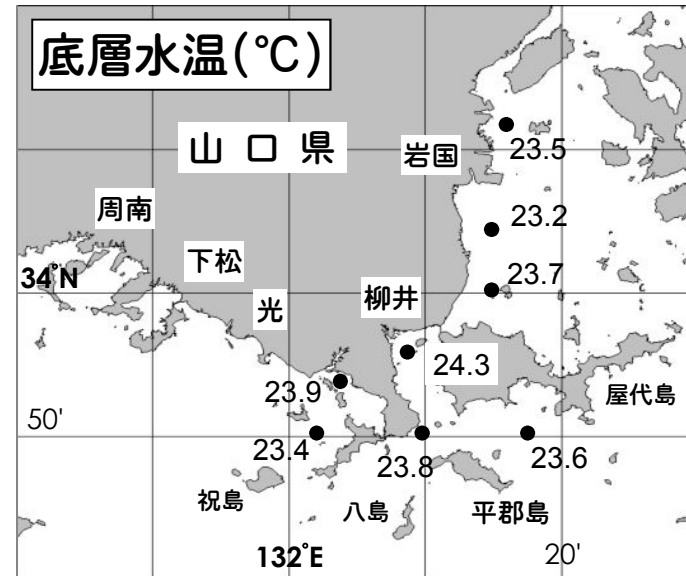 底層水温(℃)
山口県
岩国
23.5
周南
23.2
下松
34°N
23.7
光
柳井
24.3
23.9
屋代島
50'
23.4
23.8
23.6
祝島
八島
平郡島
132°E
20'